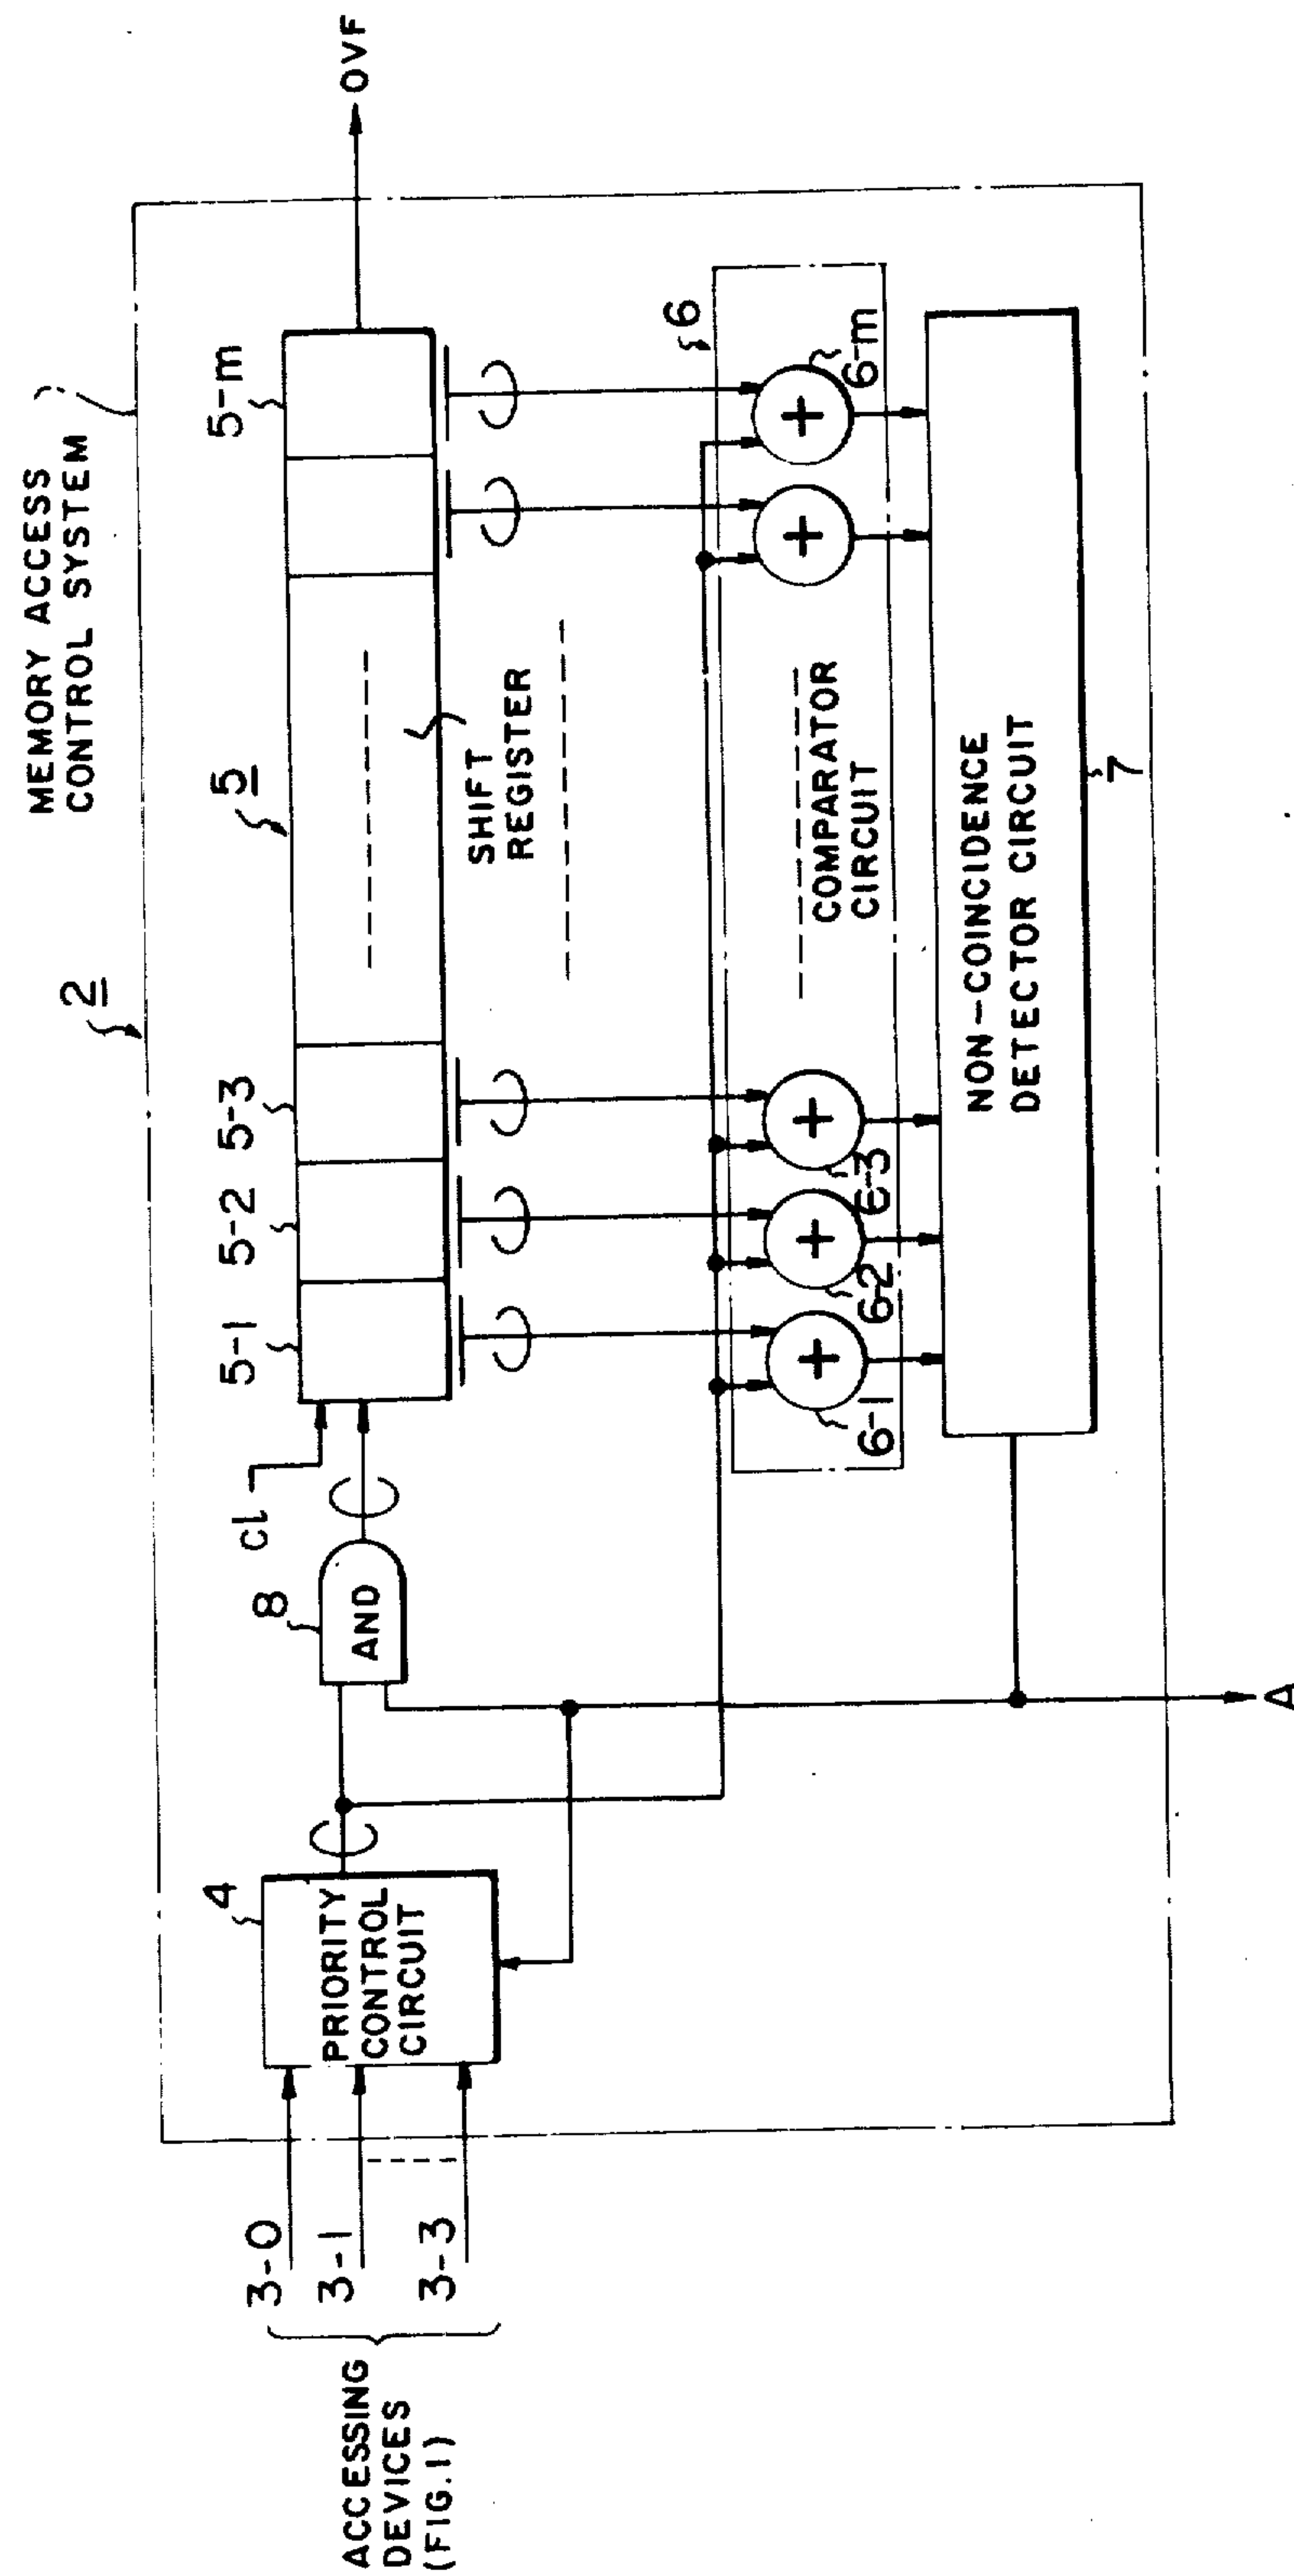 MEMORY ACCESS
CONTROL SYSTEM
2
5
5-1
5-2
5-3
5-m
OVF
cl
8
AND
4
PRIORITY
CONTROL
CIRCUIT
3-0
3-1
3-3
ACCESSING
DEVICES
(FIG.1)
SHIFT
REGISTER
6
+
+
+
+
+
6-1
6-2
6-3
6-m
COMPARATOR
CIRCUIT
NON-COINCIDENCE
DETECTOR CIRCUIT
7
A